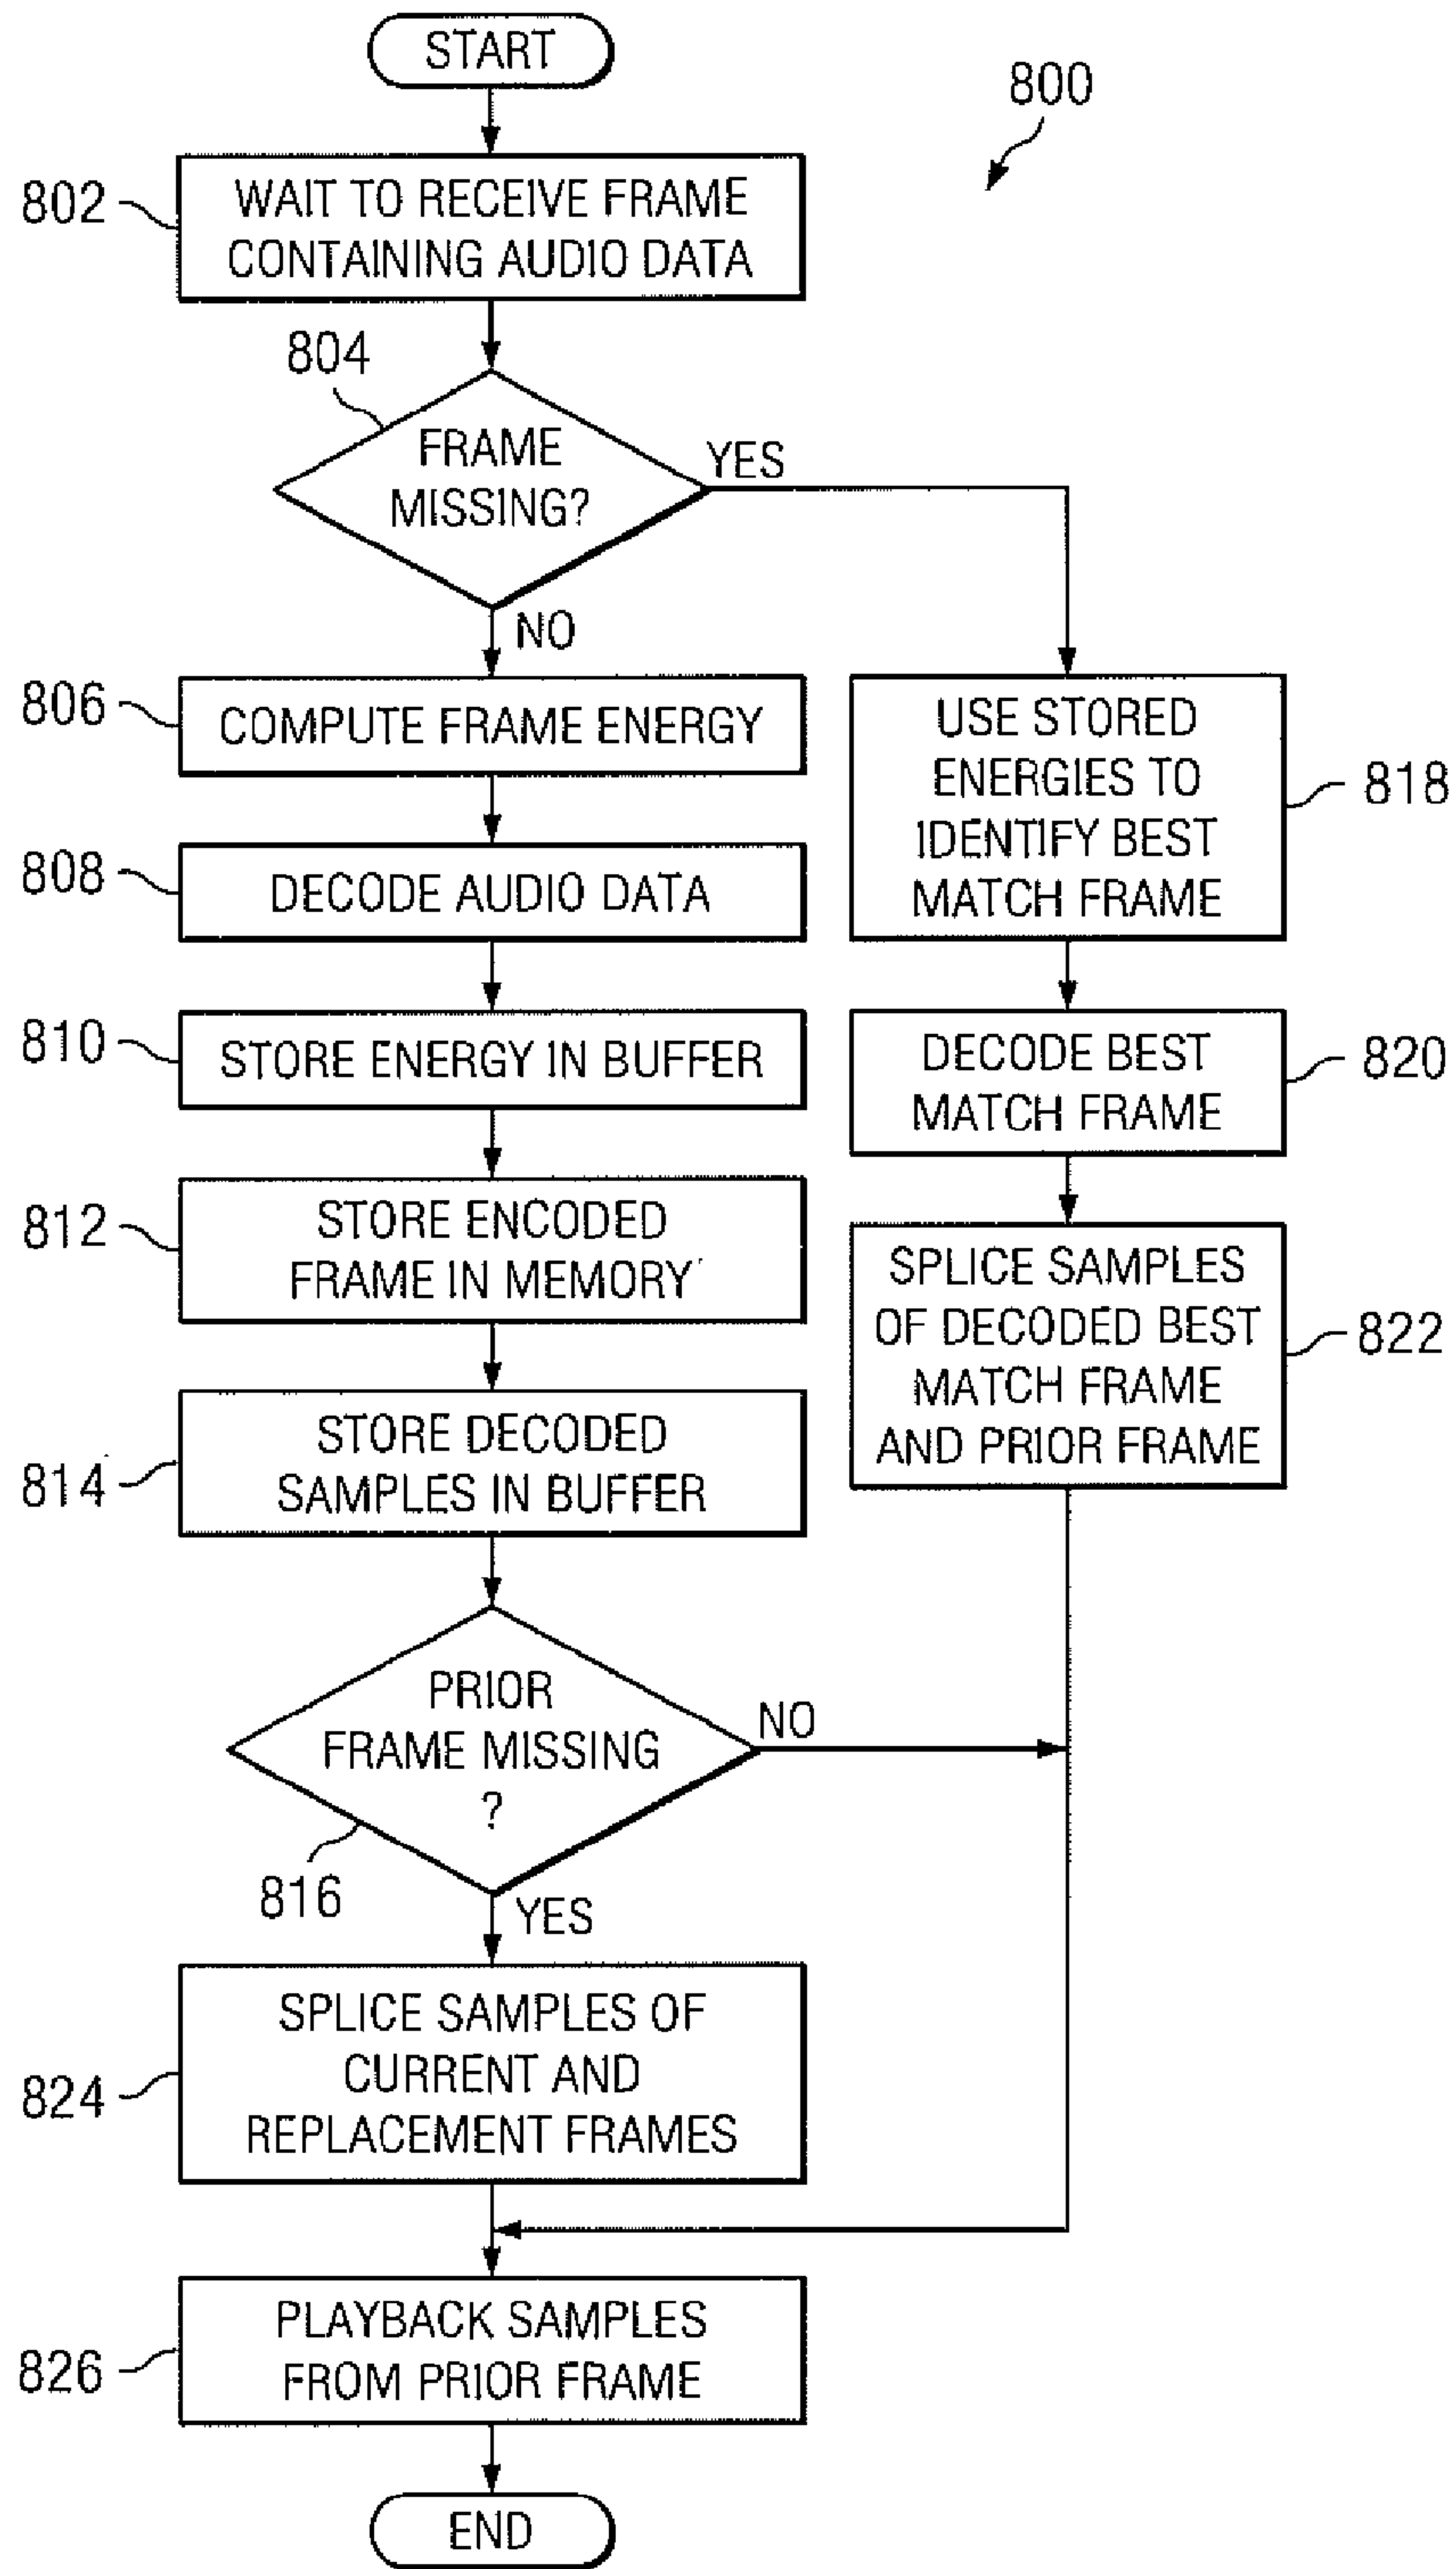 START
800
802
WAIT TO RECEIVE FRAME
CONTAINING AUDIO DATA
804
FRAME
MISSING?
YES
NO
806
COMPUTE FRAME ENERGY
USE STORED
ENERGIES TO
IDENTIFY BEST
MATCH FRAME
818
808
DECODE AUDIO DATA
810
STORE ENERGY IN BUFFER
DECODE BEST
MATCH FRAME
820
812
STORE ENCODED
FRAME IN MEMORY
SPLICE SAMPLES
OF DECODED BEST
MATCH FRAME
AND PRIOR FRAME
822
814
STORE DECODED
SAMPLES IN BUFFER
PRIOR
FRAME MISSING
?
NO
816
YES
824
SPLICE SAMPLES OF
CURRENT AND
REPLACEMENT FRAMES
826
PLAYBACK SAMPLES
FROM PRIOR FRAME
END